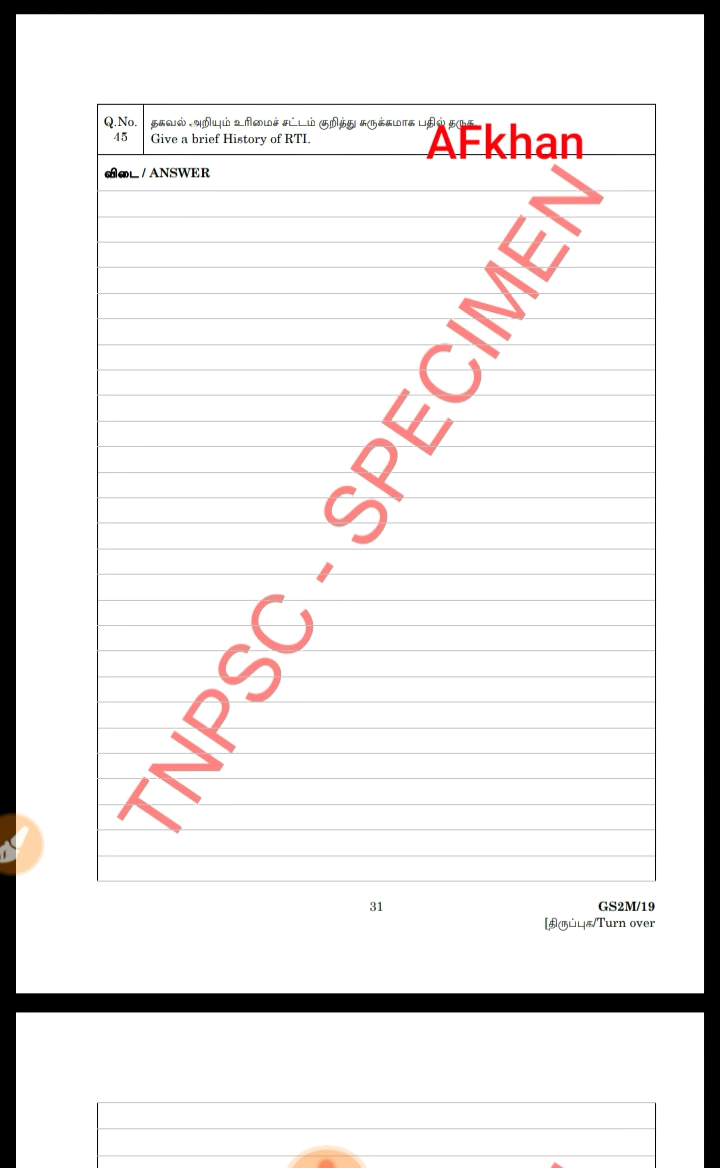 Q.No.
45
தகவல் அறியும் உரிமைச் சட்டம் குறித்து சுருக்கமாக பதில் தருக.
Give a brief History of RTI.
AFkhan
விடை / ANSWER
TNPSC - SPECIMEN
31
GS2M/19
[திருப்புக/Turn over